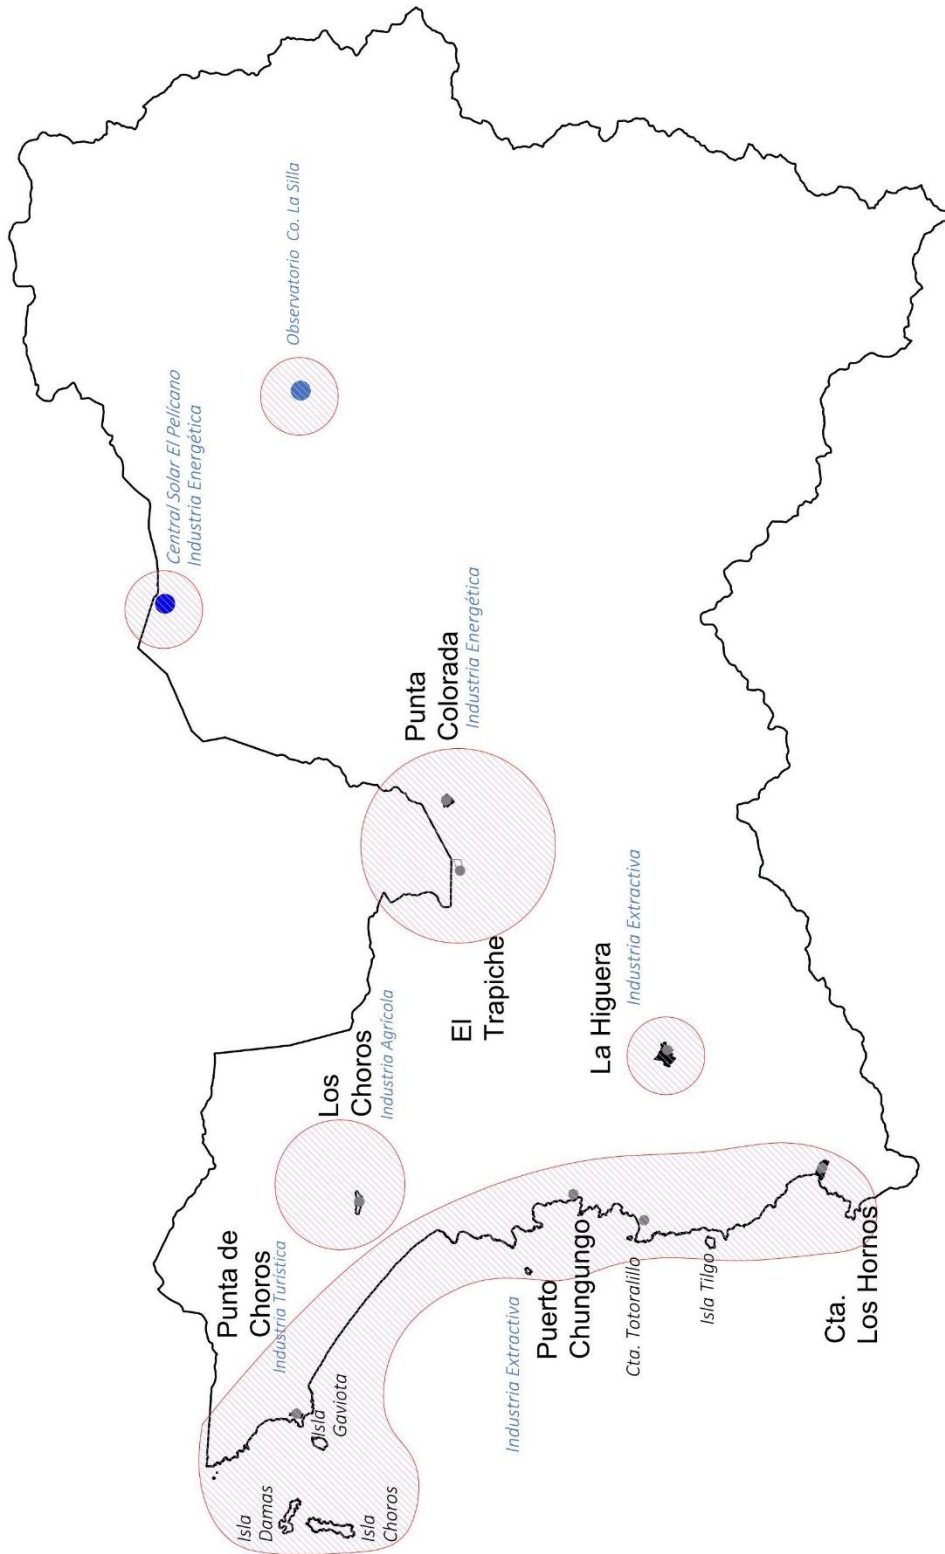 Isla
Damas
Isla
Choros
Isla
Gaviota
Punta de
Choros
Industria Turística
Los
Choros
Industria Agrícola
Industria Extractiva
Puerto
Chungungo
Cta. Totoralillo
Isla Tilgo
Cta.
Los Hornos
La Higuera
Industria Extractiva
El
Trapiche
Punta
Colorada
Industria Energética
Central Solar El Pelícano
Industria Energética
Observatorio Co. La Silla